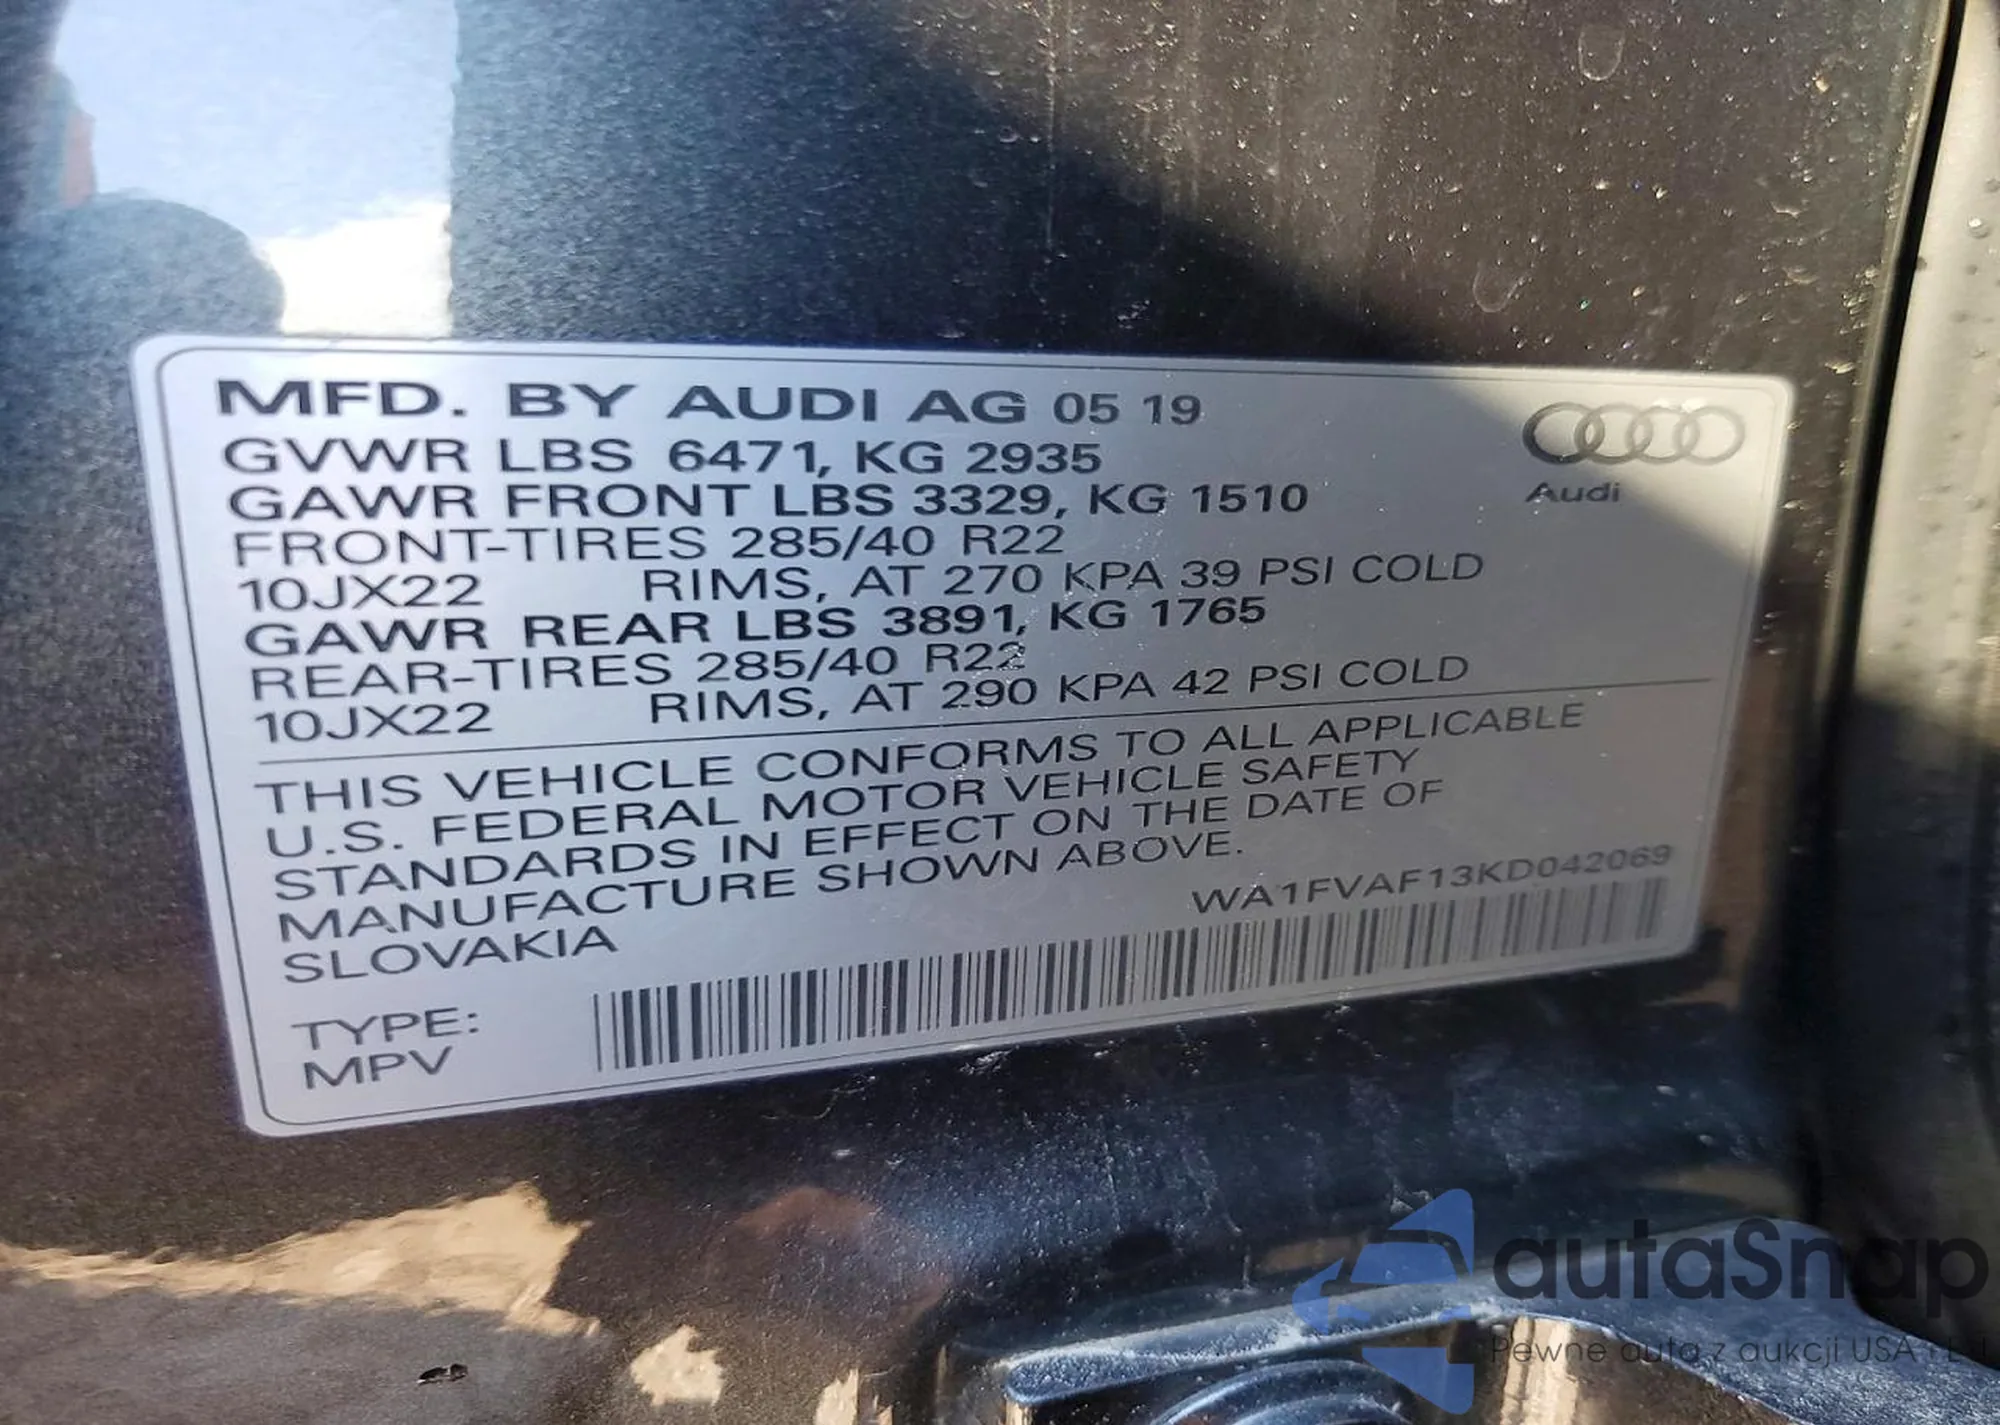 MFD. BY AUDI AG 05 19
GVWR LBS 6471, KG 2935
GAWR FRONT LBS 3329, KG 1510
FRONT-TIRES 285/40 R22
10JX22 RIMS, AT 270 KPA 39 PSI COLD
GAWR REAR LBS 3891, KG 1765
REAR-TIRES 285/40 R22
10JX22 RIMS, AT 290 KPA 42 PSI COLD
Audi
THIS VEHICLE CONFORMS TO ALL APPLICABLE
U.S. FEDERAL MOTOR VEHICLE SAFETY
STANDARDS IN EFFECT ON THE DATE OF
MANUFACTURE SHOWN ABOVE.
SLOVAKIA
WA1FVAF13KD042069
TYPE:
MPV
autaSnap
Pewne auta z aukcji USA